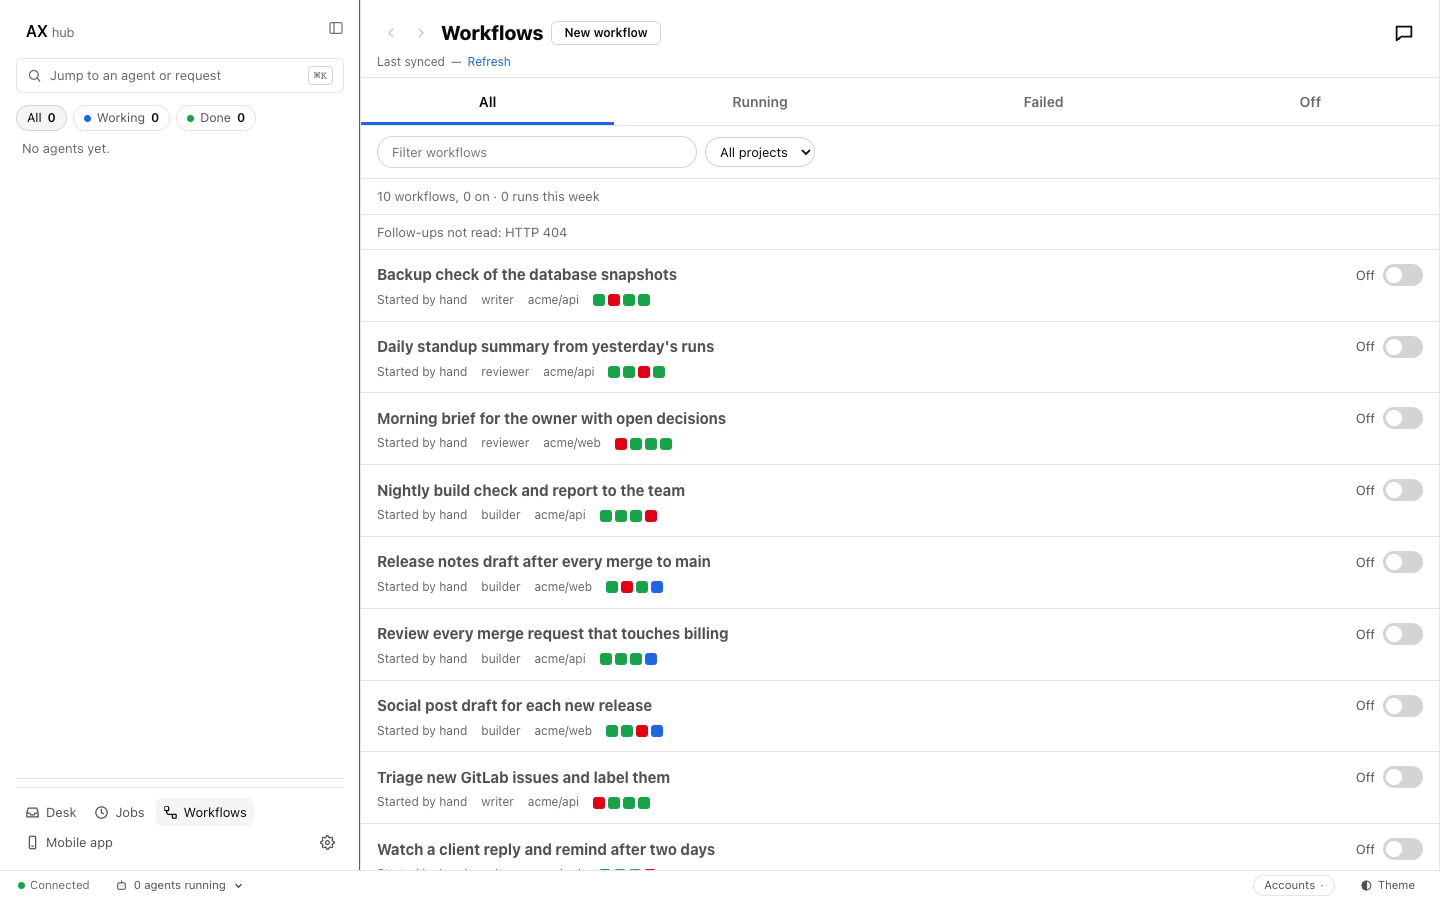 AX hub
Jump to an agent or request ⌘K
All 0 Working 0 Done 0
No agents yet.
Desk Jobs Workflows
Mobile app
Workflows New workflow
Last synced — Refresh
All Running Failed Off
Filter workflows All projects
10 workflows, 0 on · 0 runs this week
Follow-ups not read: HTTP 404
Backup check of the database snapshots Off
Started by hand writer acme/api
Daily standup summary from yesterday's runs Off
Started by hand reviewer acme/api
Morning brief for the owner with open decisions Off
Started by hand reviewer acme/web
Nightly build check and report to the team Off
Started by hand builder acme/api
Release notes draft after every merge to main Off
Started by hand builder acme/web
Review every merge request that touches billing Off
Started by hand builder acme/api
Social post draft for each new release Off
Started by hand builder acme/web
Triage new GitLab issues and label them Off
Started by hand writer acme/api
Watch a client reply and remind after two days Off
Connected 0 agents running Accounts · Theme